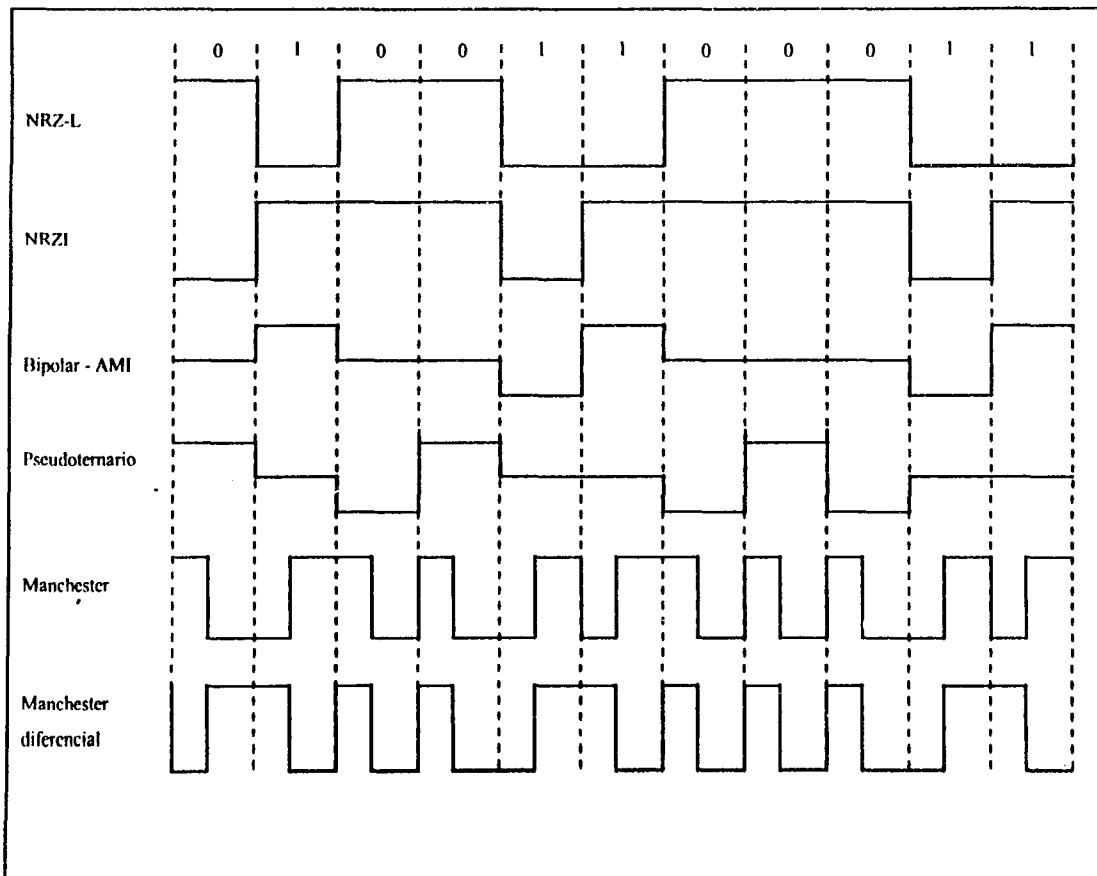 0 1 0 0 1 1 0 0 0 1 1
NRZ-L
NRZI
Bipolar - AMI
Pseudoternario
Manchester
Manchester
diferencial